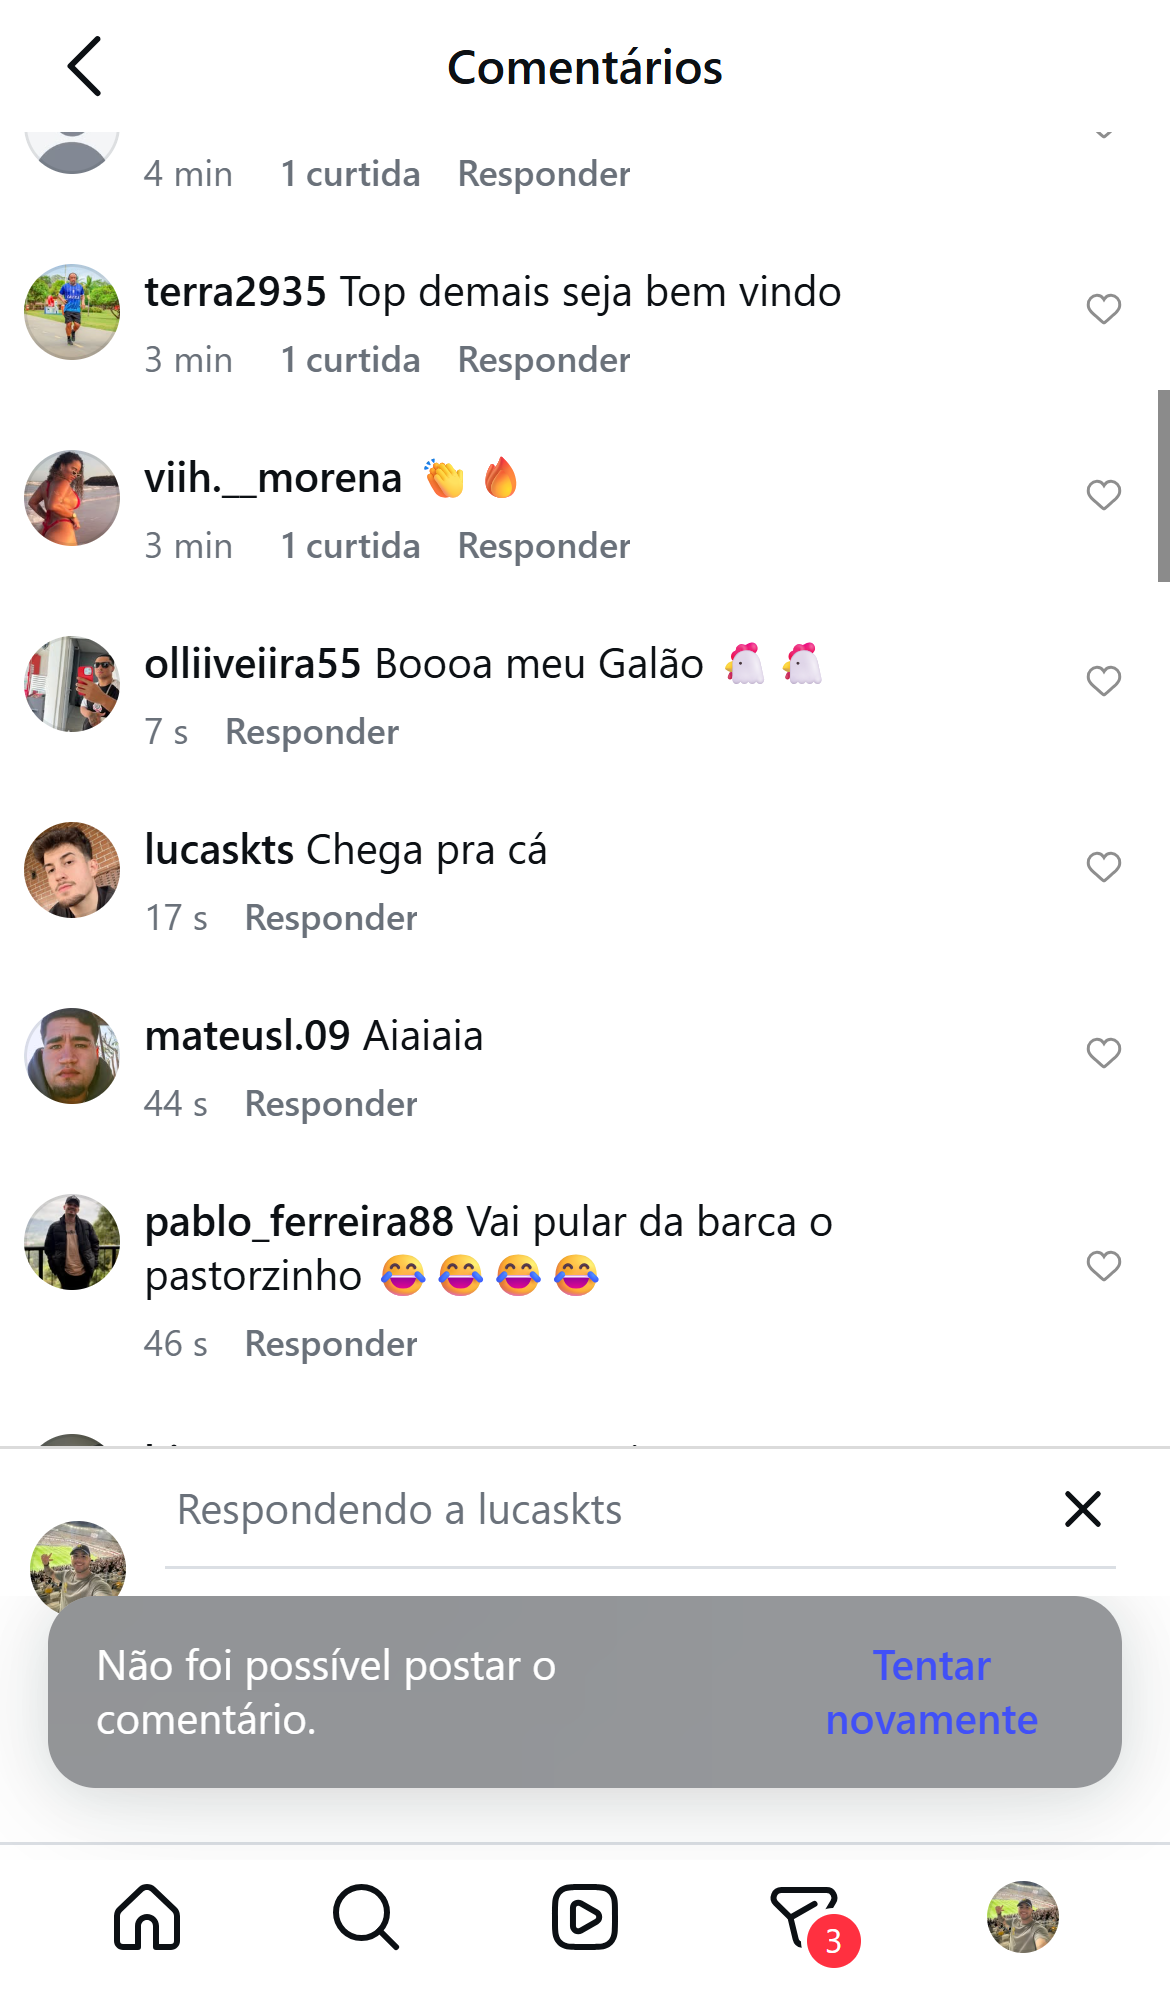 Comentários
4 min 1 curtida Responder
terra2935 Top demais seja bem vindo
3 min 1 curtida Responder
viih.__morena 👏 🔥
3 min 1 curtida Responder
olliiveiira55 Boooa meu Galão 🐔 🐔
7 s Responder
lucaskts Chega pra cá
17 s Responder
mateusl.09 Aiaiaia
44 s Responder
pablo_ferreira88 Vai pular da barca o
pastorzinho 😂 😂 😂 😂
46 s Responder
Respondendo a lucaskts
Não foi possível postar o
comentário.
Tentar
novamente
3